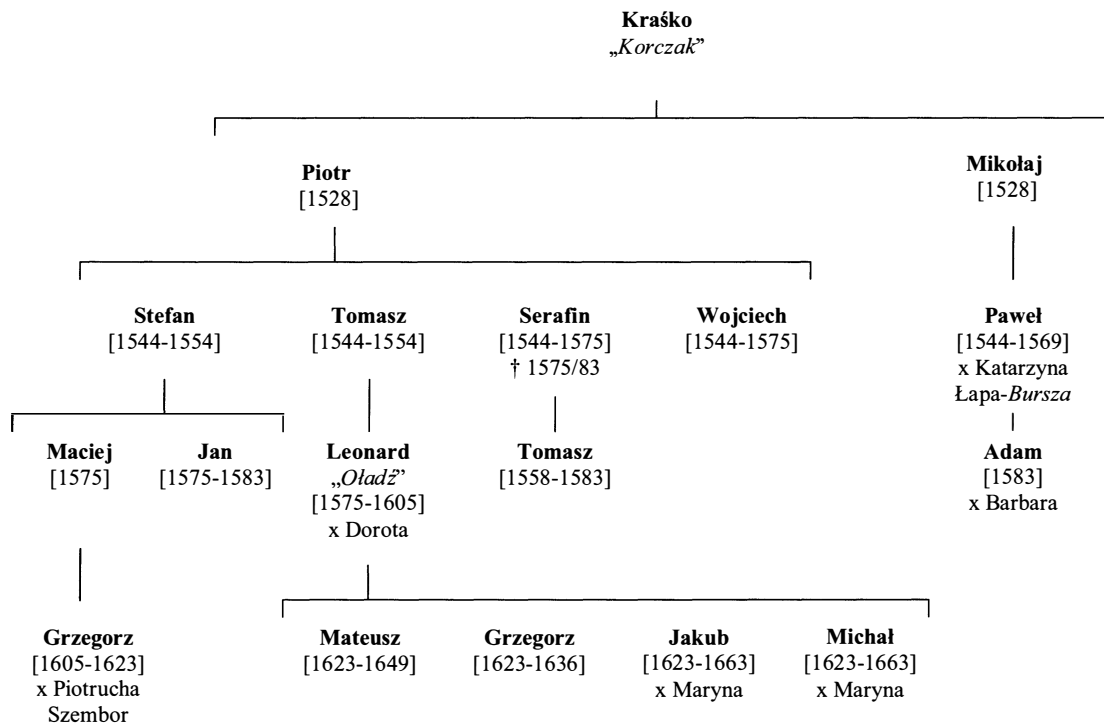 Kraśko
„Korczak”
Piotr
[1528]
Mikołaj
[1528]
Stefan
[1544-1554]
Tomasz
[1544-1554]
Serafin
[1544-1575]
† 1575/83
Wojciech
[1544-1575]
Paweł
[1544-1569]
x Katarzyna
Łapa-Bursza
Maciej
[1575]
Jan
[1575-1583]
Leonard
„Oładź”
[1575-1605]
x Dorota
Tomasz
[1558-1583]
Adam
[1583]
x Barbara
Grzegorz
[1605-1623]
x Piotrucha
Szembor
Mateusz
[1623-1649]
Grzegorz
[1623-1636]
Jakub
[1623-1663]
x Maryna
Michał
[1623-1663]
x Maryna